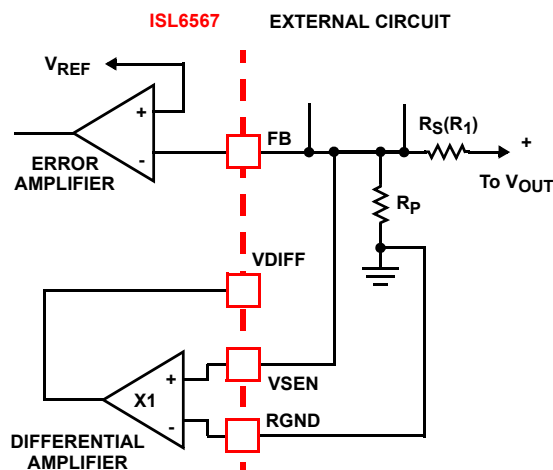 ISL6567
EXTERNAL CIRCUIT
VREF
+
-
ERROR
AMPLIFIER
FB
RS(R1)
+
To VOUT
RP
VDIFF
VSEN
+
X1
-
RGND
DIFFERENTIAL
AMPLIFIER